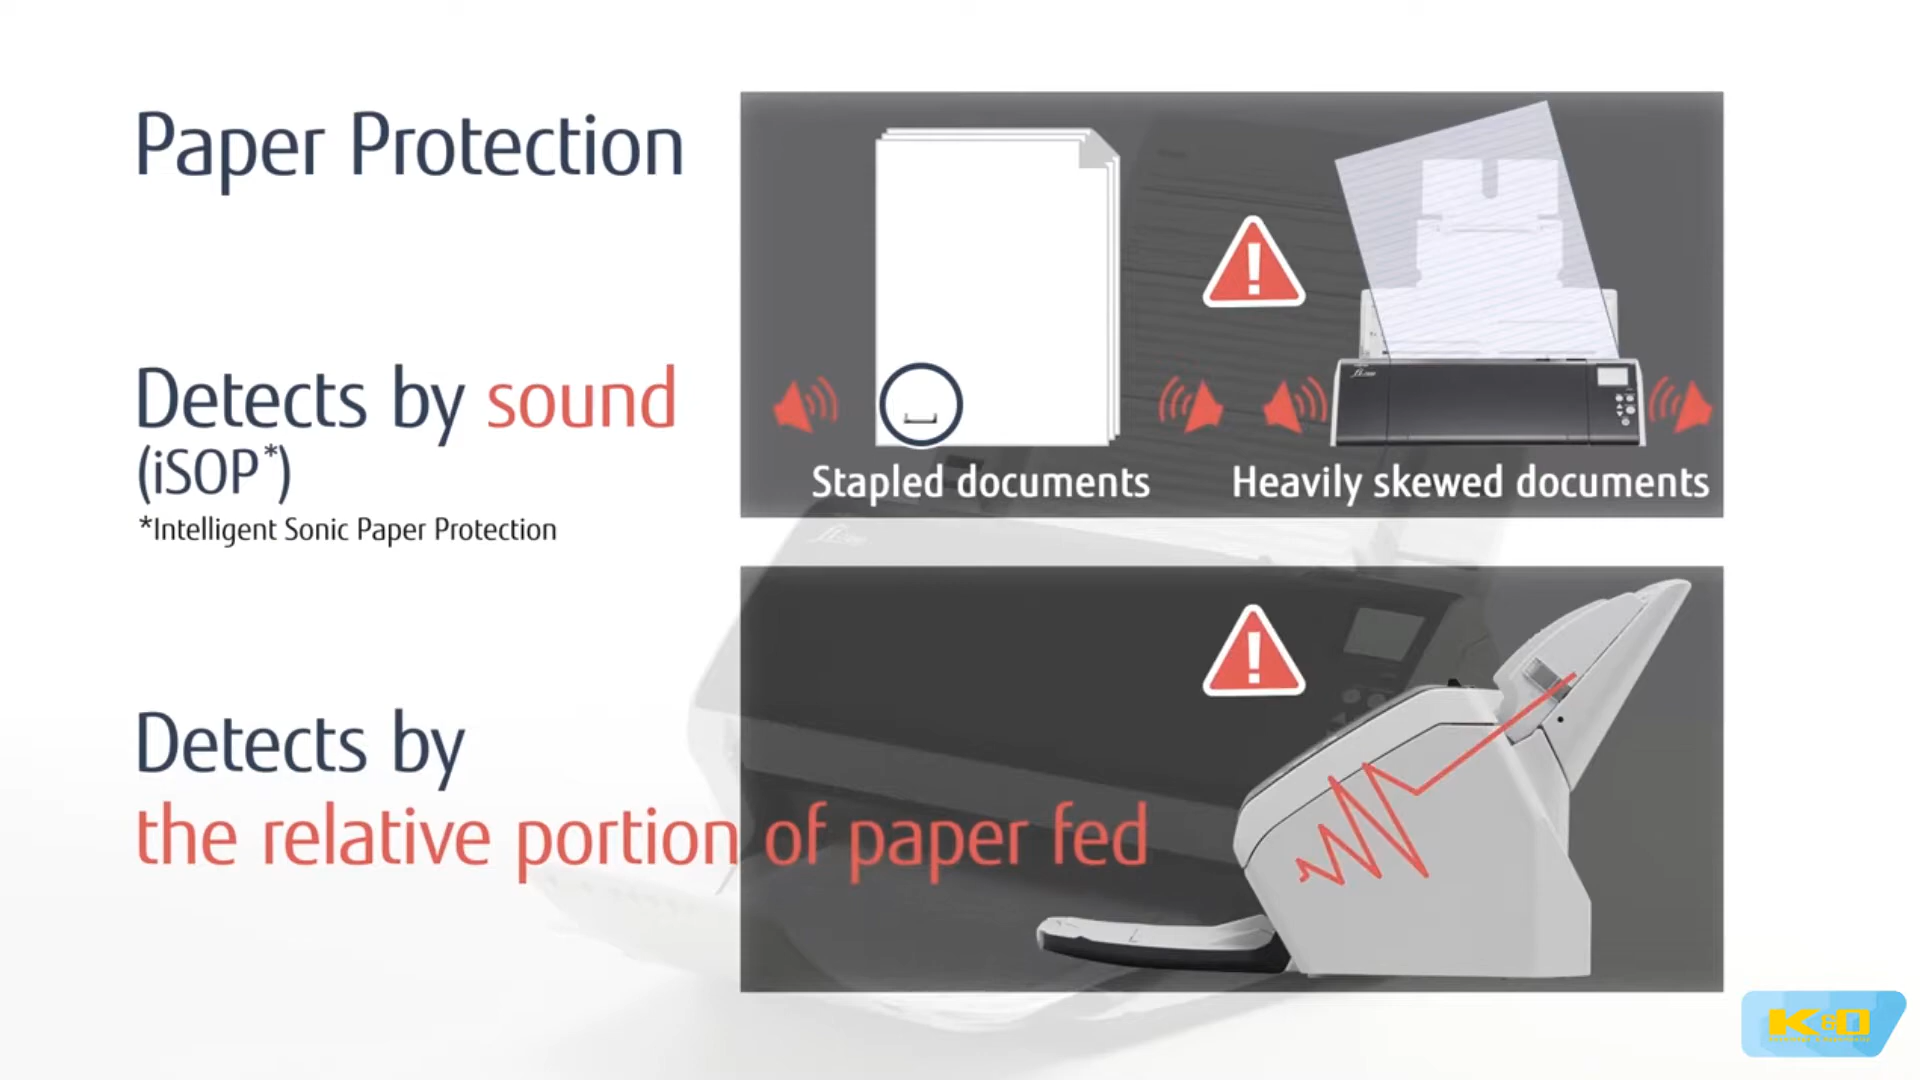 Paper Protection
Detects by sound
(iSOP*)
*Intelligent Sonic Paper Protection
Stapled documents
Heavily skewed documents
Detects by
the relative portion of paper fed
K&O